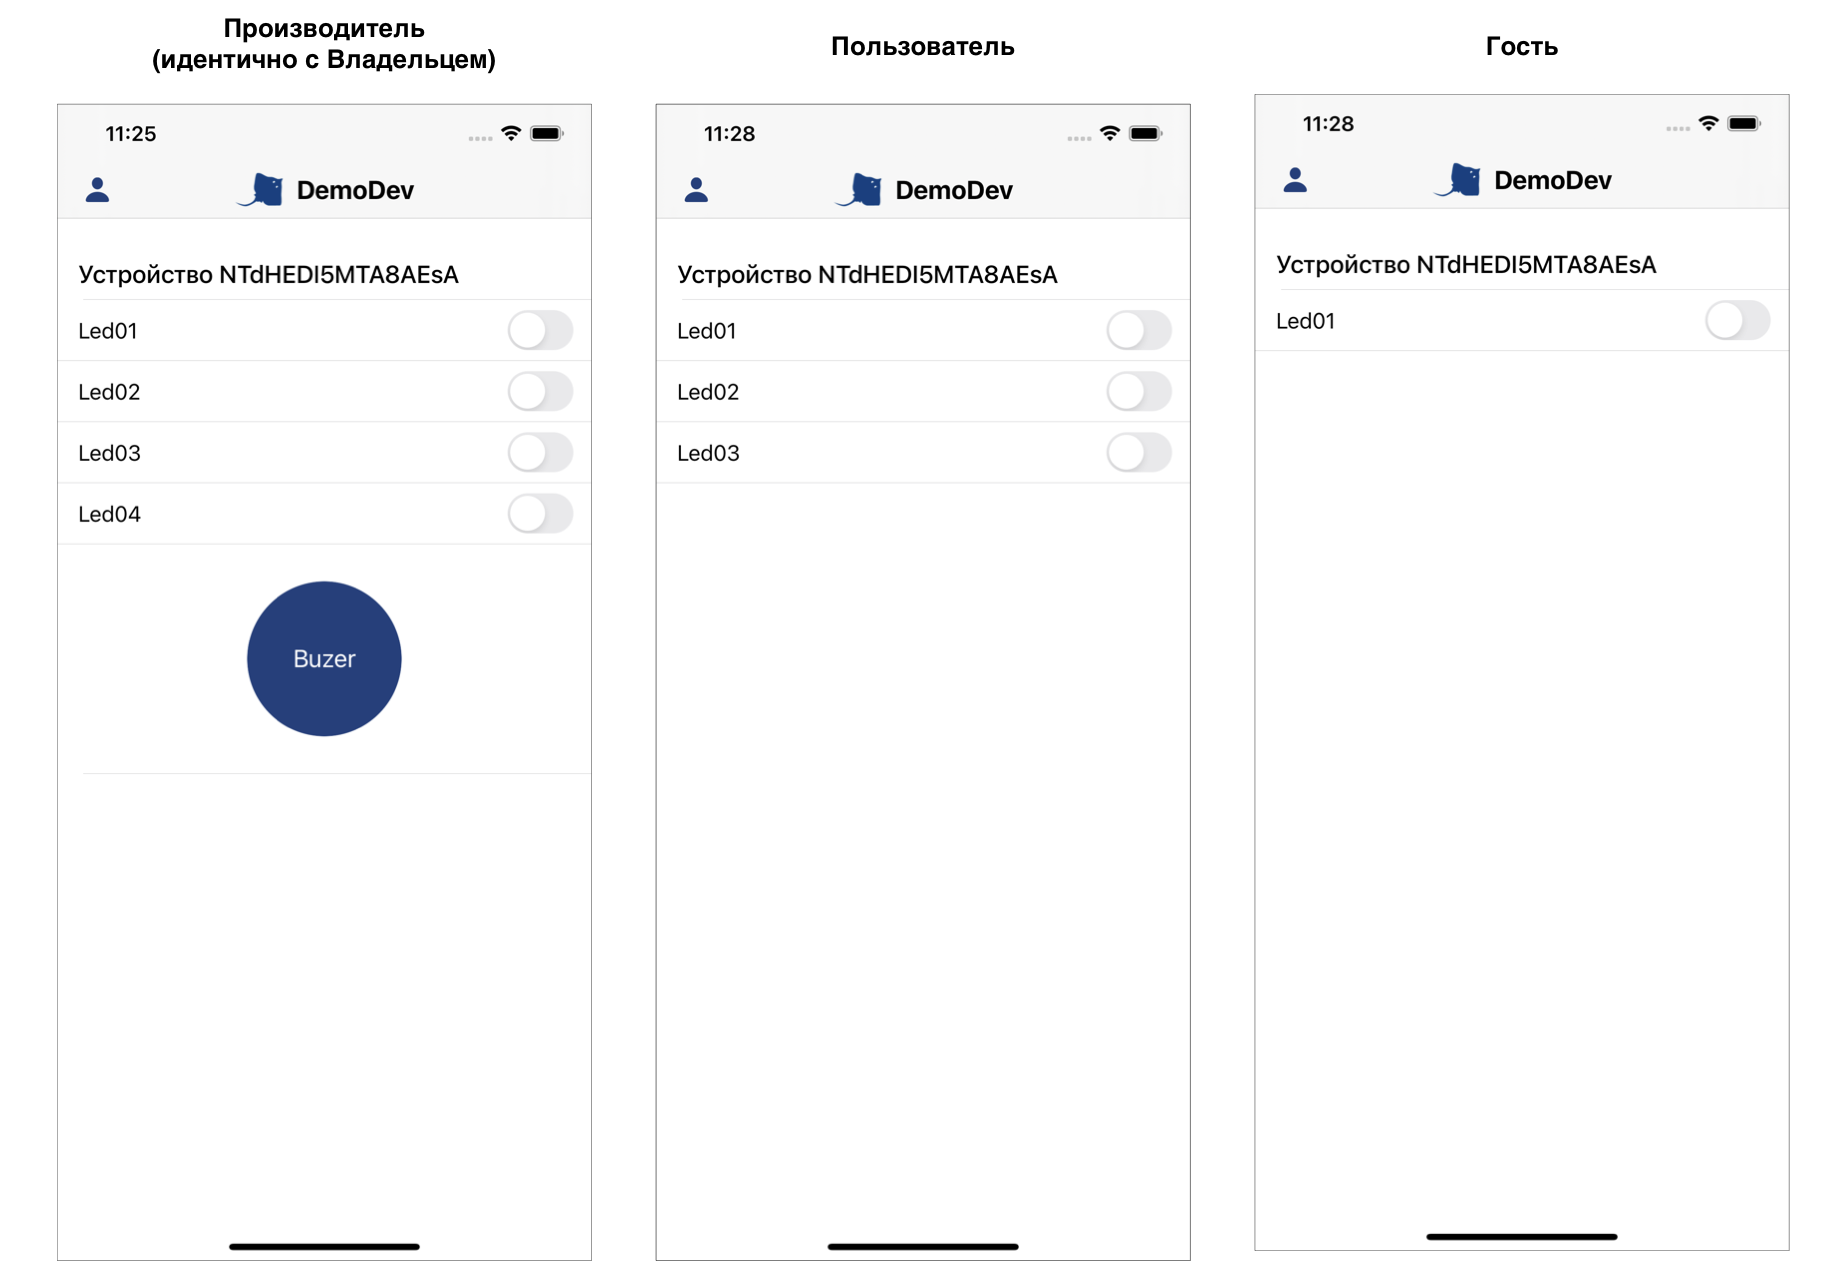 Производитель
(идентично с Владельцем)
11:25
DemoDev
Устройство NTdHEDI5MTA8AEsA
Led01
Led02
Led03
Led04
Buzer
Пользователь
11:28
DemoDev
Устройство NTdHEDI5MTA8AEsA
Led01
Led02
Led03
Гость
11:28
DemoDev
Устройство NTdHEDI5MTA8AEsA
Led01